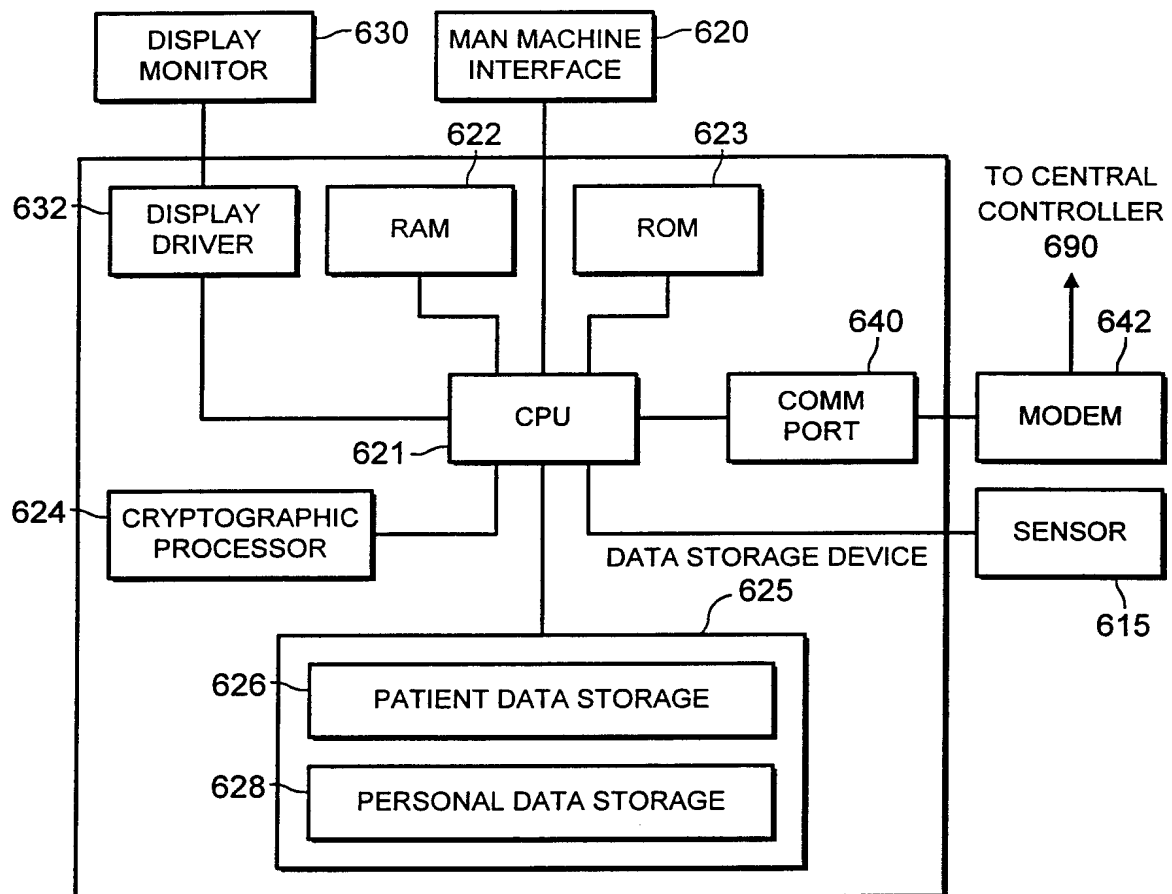 DISPLAY
MONITOR
630
MAN MACHINE
INTERFACE
620
622
623
632
DISPLAY
DRIVER
RAM
ROM
TO CENTRAL
CONTROLLER
690
640
642
CPU
621
COMM
PORT
MODEM
624
CRYPTOGRAPHIC
PROCESSOR
SENSOR
615
DATA STORAGE DEVICE
625
626
PATIENT DATA STORAGE
628
PERSONAL DATA STORAGE